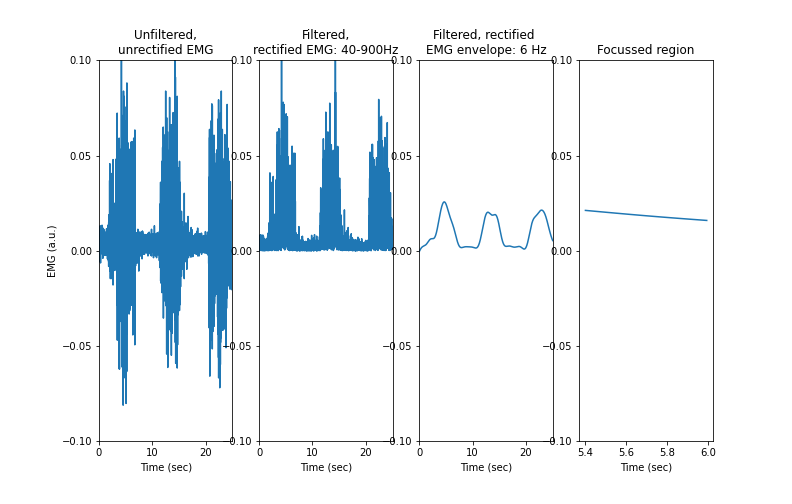 Unfiltered,
unrectified EMG
Filtered,
rectified EMG: 40-900Hz
Filtered, rectified
EMG envelope: 6 Hz
Focussed region
0.10 0.10 0.10 0.10
0.05 0.05 0.05 0.05
0.00 0.00 0.00 0.00
−0.05 −0.05 −0.05 −0.05
−0.10 −0.10 −0.10 −0.10
EMG (a.u.)
0 10 20 0 10 20 0 10 20 5.4 5.6 5.8 6.0
Time (sec) Time (sec) Time (sec) Time (sec)